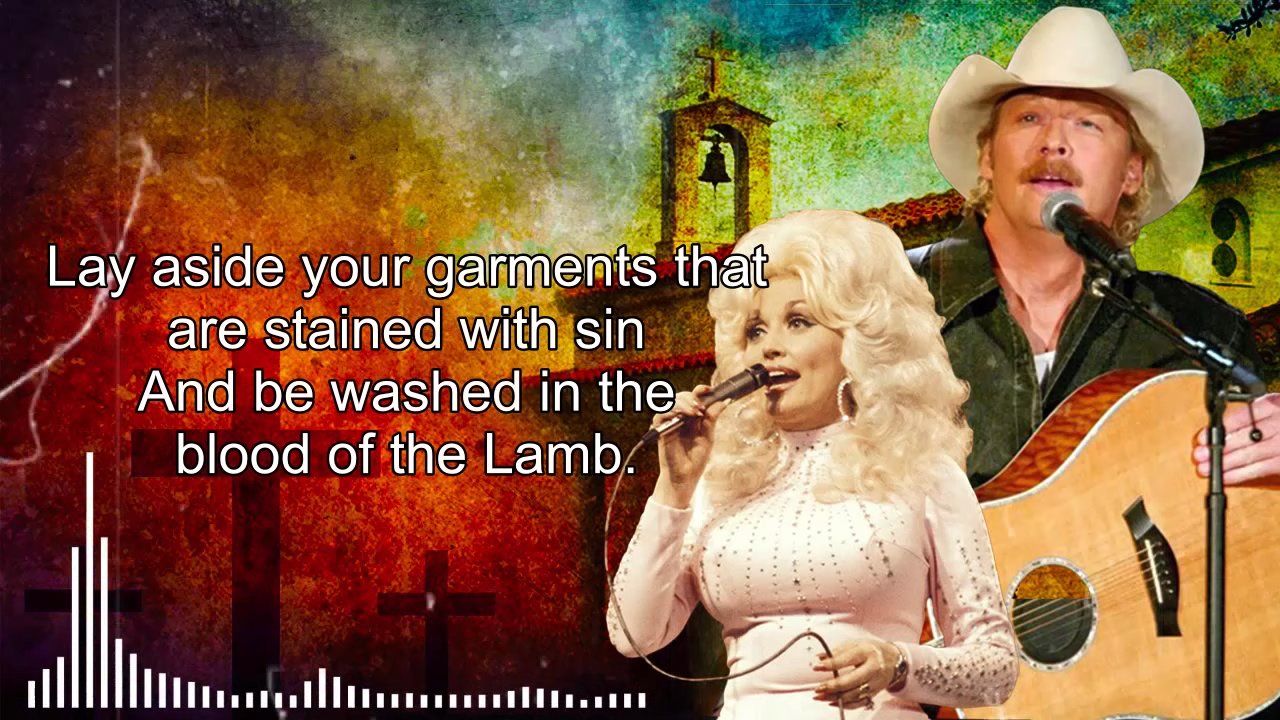 Lay aside your garments that
are stained with sin
And be washed in the
blood of the Lamb.